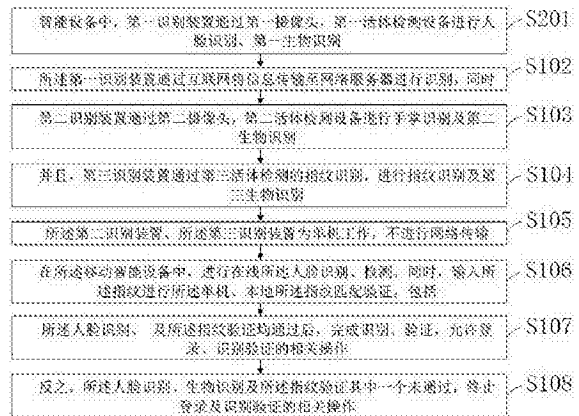 智能设备中，第一识别装置通过第一摄像头，第一活体检测设备进行人
脸识别、第一生物识别
S201
所述第一识别装置通过互联网将信息传输至网络服务器进行识别，同时
S102
第二识别装置通过第二摄像头，第二活体检测设备进行手掌识别及第二
生物识别
S103
并且，第三识别装置通过第三活体检测的指纹识别，进行指纹识别及第
三生物识别
S104
所述第二识别装置、所述第三识别装置为单机工作，不进行网络传输
S105
在所述移动智能设备中，进行在线所述人脸识别、检测，同时，输入所
述指纹进行所述单机、本地所述指纹匹配验证，包括
S106
所述人脸识别、及所述指纹验证均通过后，完成识别、验证，允许登
录、识别验证的相关操作
S107
反之，所述人脸识别、生物识别及所述指纹验证其中一个未通过，终止
登录及识别验证的相关操作
S108